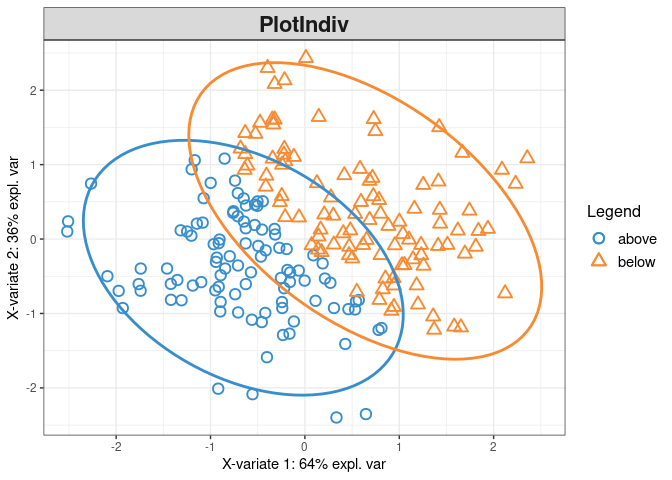 PlotIndiv
2
1
0
-1
-2
X-variate 2: 36% expl. var
-2
-1
0
1
2
X-variate 1: 64% expl. var
Legend
above
below